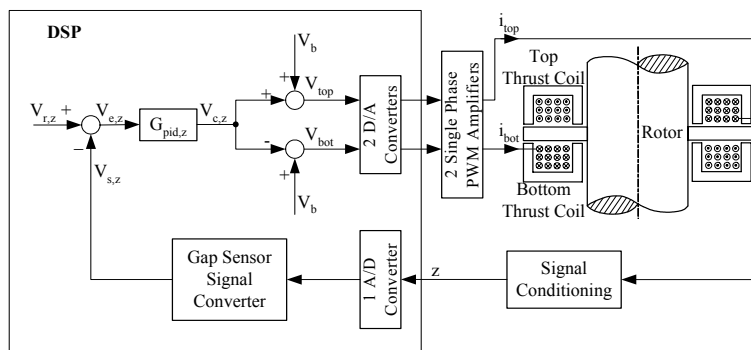 DSP
V_b
i_top
Top
Thrust Coil
V_top
V_r,z + V_e,z G_pid,z V_c,z
+
−
-
V_bot
+
V_b
2 D/A
Converters
2 Single Phase
PWM Amplifiers
i_bot
Rotor
Bottom
Thrust Coil
V_s,z
Gap Sensor
Signal
Converter
1 A/D
Converter
z
Signal
Conditioning